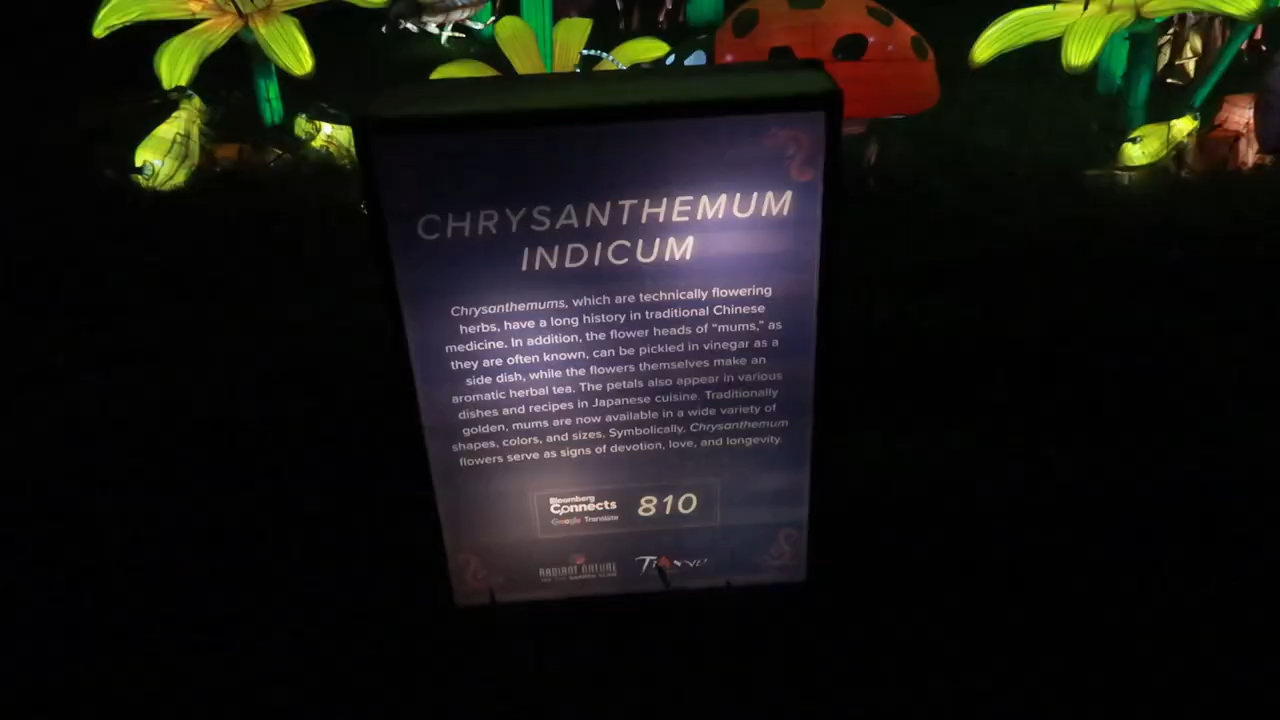 CHRYSANTHEMUM
INDICUM
Chrysanthemums, which are technically flowering
herbs, have a long history in traditional Chinese
medicine. In addition, the flower heads of “mums,” as
they are often known, can be pickled in vinegar as a
side dish, while the flowers themselves make an
aromatic herbal tea. The petals also appear in various
dishes and recipes in Japanese cuisine. Traditionally
golden, mums are now available in a wide variety of
shapes, colors, and sizes. Symbolically, Chrysanthemum
flowers serve as signs of devotion, love, and longevity.
Bloomberg
Connects
Google Translate
810
RADIANT NATURE